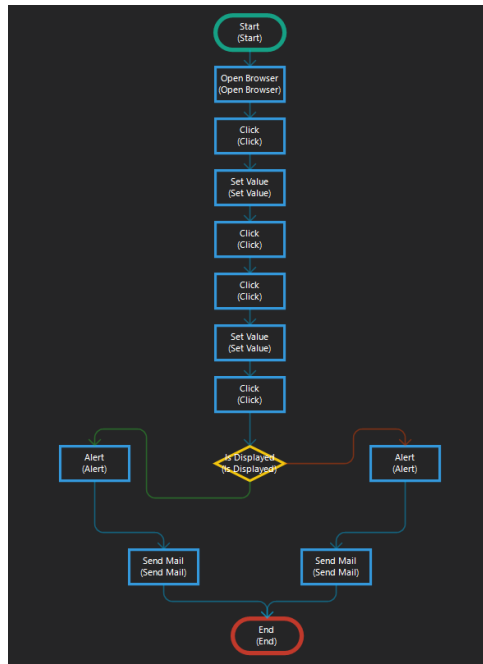 Start
(Start)
Open Browser
(Open Browser)
Click
(Click)
Set Value
(Set Value)
Click
(Click)
Click
(Click)
Set Value
(Set Value)
Click
(Click)
Is Displayed
(Is Displayed)
Alert
(Alert)
Alert
(Alert)
Send Mail
(Send Mail)
Send Mail
(Send Mail)
End
(End)